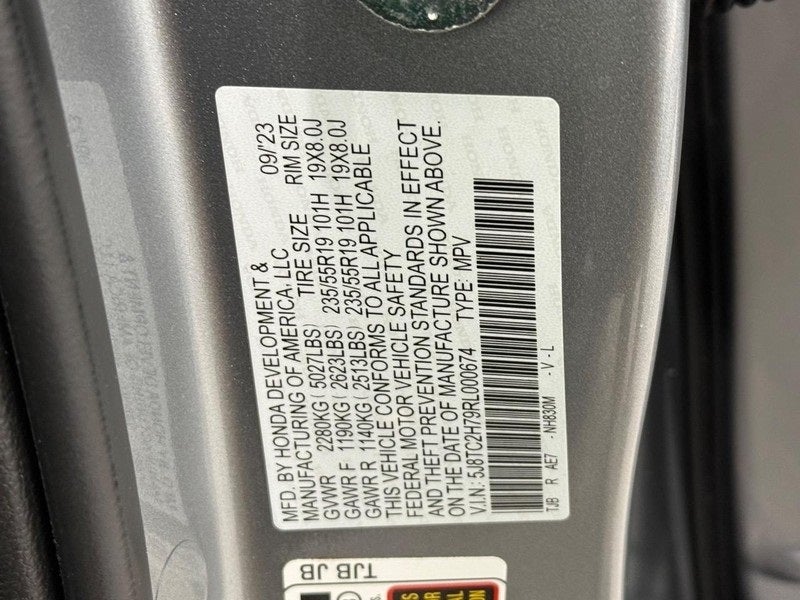 MFD. BY HONDA DEVELOPMENT & 09/'23
MANUFACTURING OF AMERICA, LLC TIRE SIZE RIM SIZE
GVWR 2280KG ( 5027LBS) 235/55R19 101H 19X8.0J
GAWR F 1190KG ( 2623LBS) 235/55R19 101H 19X8.0J
GAWR R 1140KG ( 2513LBS)
THIS VEHICLE CONFORMS TO ALL APPLICABLE
FEDERAL MOTOR VEHICLE SAFETY
AND THEFT PREVENTION STANDARDS IN EFFECT
ON THE DATE OF MANUFACTURE SHOWN ABOVE.
V.I.N: 5J8TC2H79RL000674 TYPE: MPV
TJB R AE7 -NH830M -V -L
TJB JB